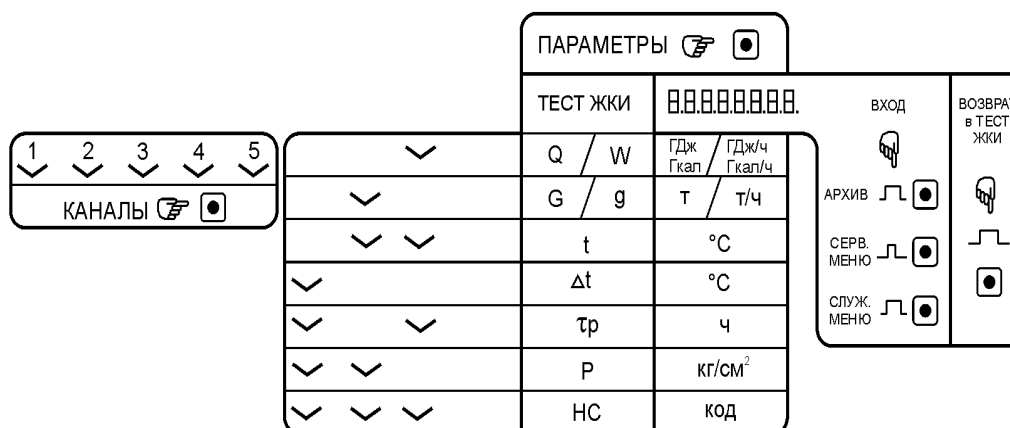 ПАРАМЕТРЫ
ТЕСТ ЖКИ 8.8.8.8.8.8.8.8.
1 2 3 4 5
КАНАЛЫ
Q / W ГДж / ГДж/ч
Гкал / Гкал/ч
G / g т / т/ч
t °C
Δt °C
τр ч
P кг/см²
НС код
ВХОД
АРХИВ
СЕРВ.
МЕНЮ
СЛУЖ.
МЕНЮ
ВОЗВРАТ
в ТЕСТ
ЖКИ